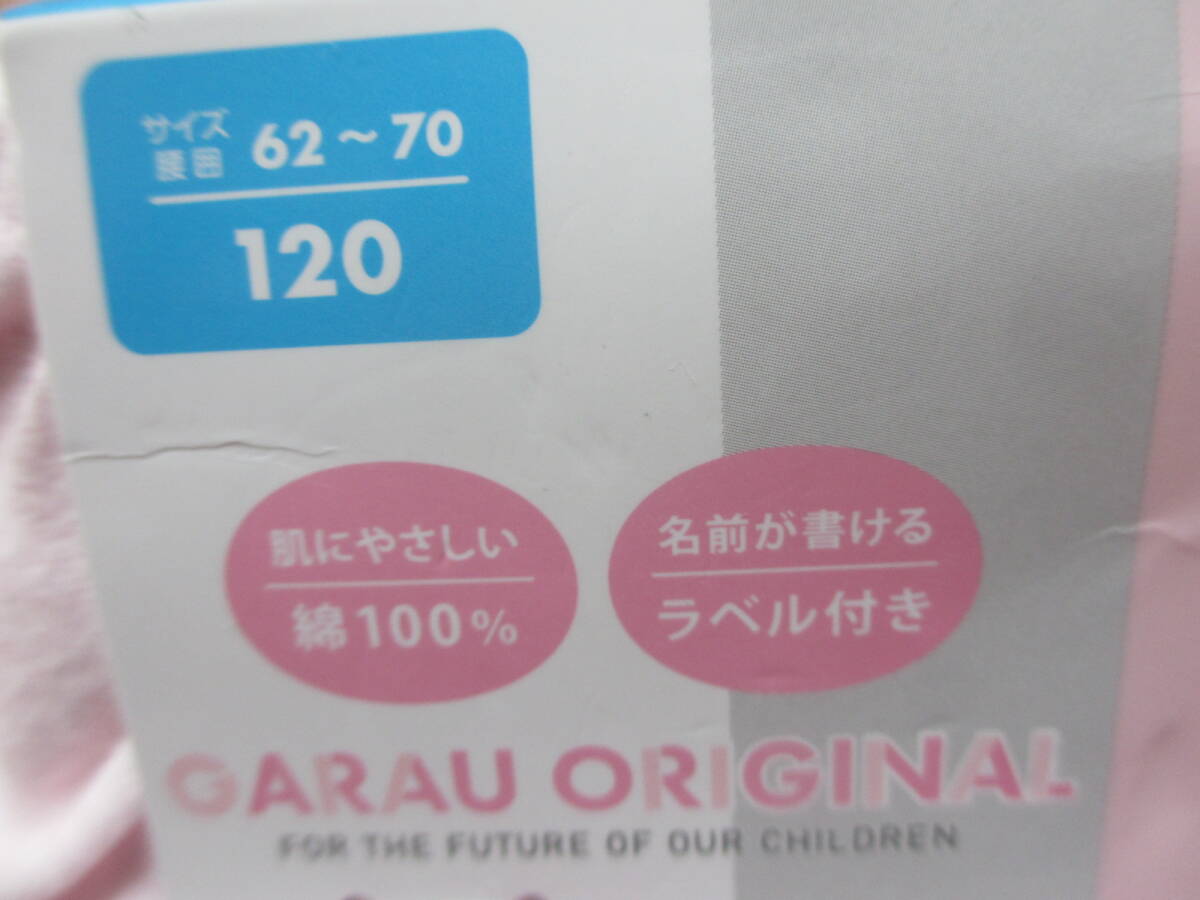 サイズ
腰囲
62～70
120
肌にやさしい
綿100%
名前が書ける
ラベル付き
GARAU ORIGINAL
FOR THE FUTURE OF OUR CHILDREN